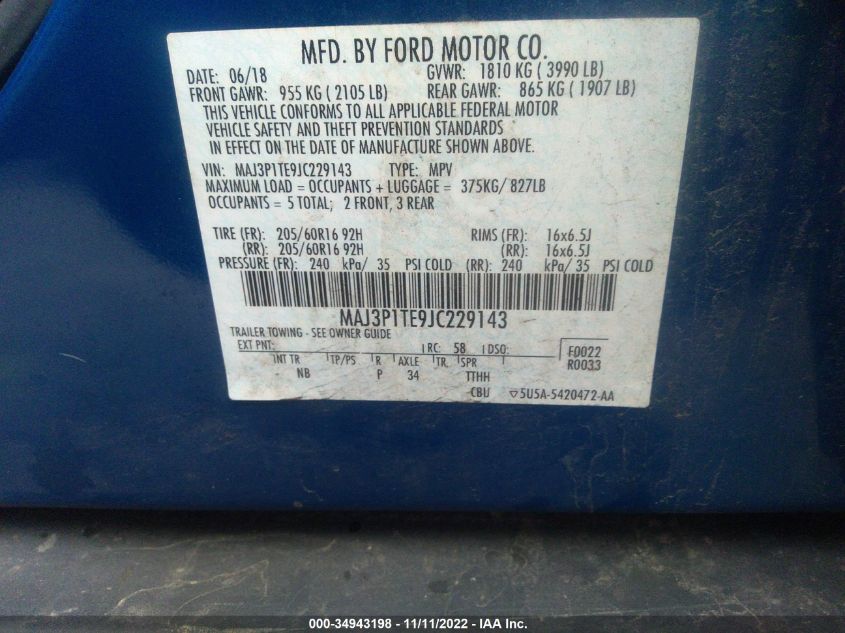 MFD. BY FORD MOTOR CO.
DATE: 06/18 GVWR: 1810 KG ( 3990 LB)
FRONT GAWR: 955 KG ( 2105 LB) REAR GAWR: 865 KG ( 1907 LB)
THIS VEHICLE CONFORMS TO ALL APPLICABLE FEDERAL MOTOR
VEHICLE SAFETY AND THEFT PREVENTION STANDARDS
IN EFFECT ON THE DATE OF MANUFACTURE SHOWN ABOVE.
VIN: MAJ3P1TE9JC229143 TYPE: MPV
MAXIMUM LOAD = OCCUPANTS + LUGGAGE = 375KG/ 827LB
OCCUPANTS = 5 TOTAL; 2 FRONT, 3 REAR
TIRE (FR): 205/60R16 92H RIMS (FR): 16x6.5J
(RR): 205/60R16 92H (RR): 16x6.5J
PRESSURE (FR): 240 kPa/ 35 PSI COLD (RR): 240 kPa/ 35 PSI COLD
MAJ3P1TE9JC229143
TRAILER TOWING - SEE OWNER GUIDE
EXT PNT: RC: 58 DSO: F0022
R0033
INT TR TP/PS R AXLE TR SPR
- NB P 34 TTHH
CBU ▽5U5A-5420472-AA
000-34943198 - 11/11/2022 - IAA Inc.